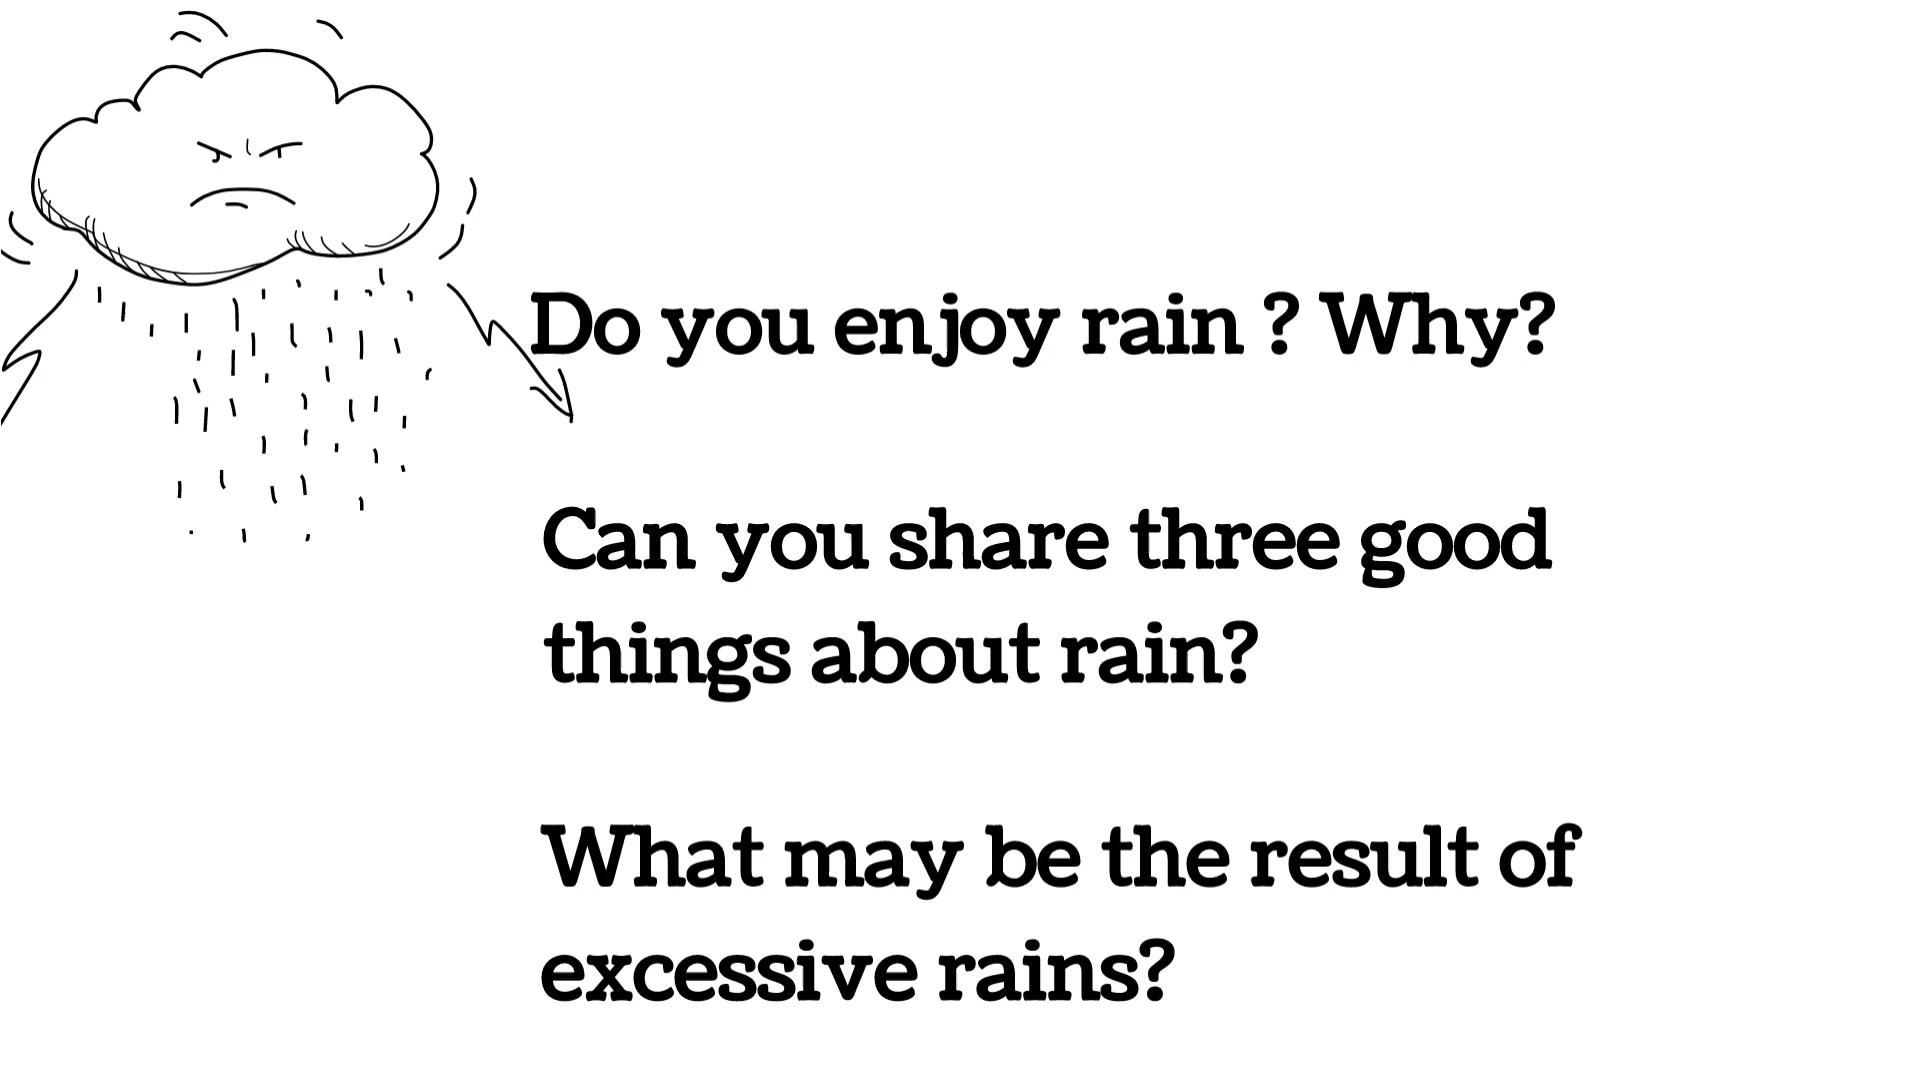 Do you enjoy rain ? Why?
Can you share three good
things about rain?
What may be the result of
excessive rains?